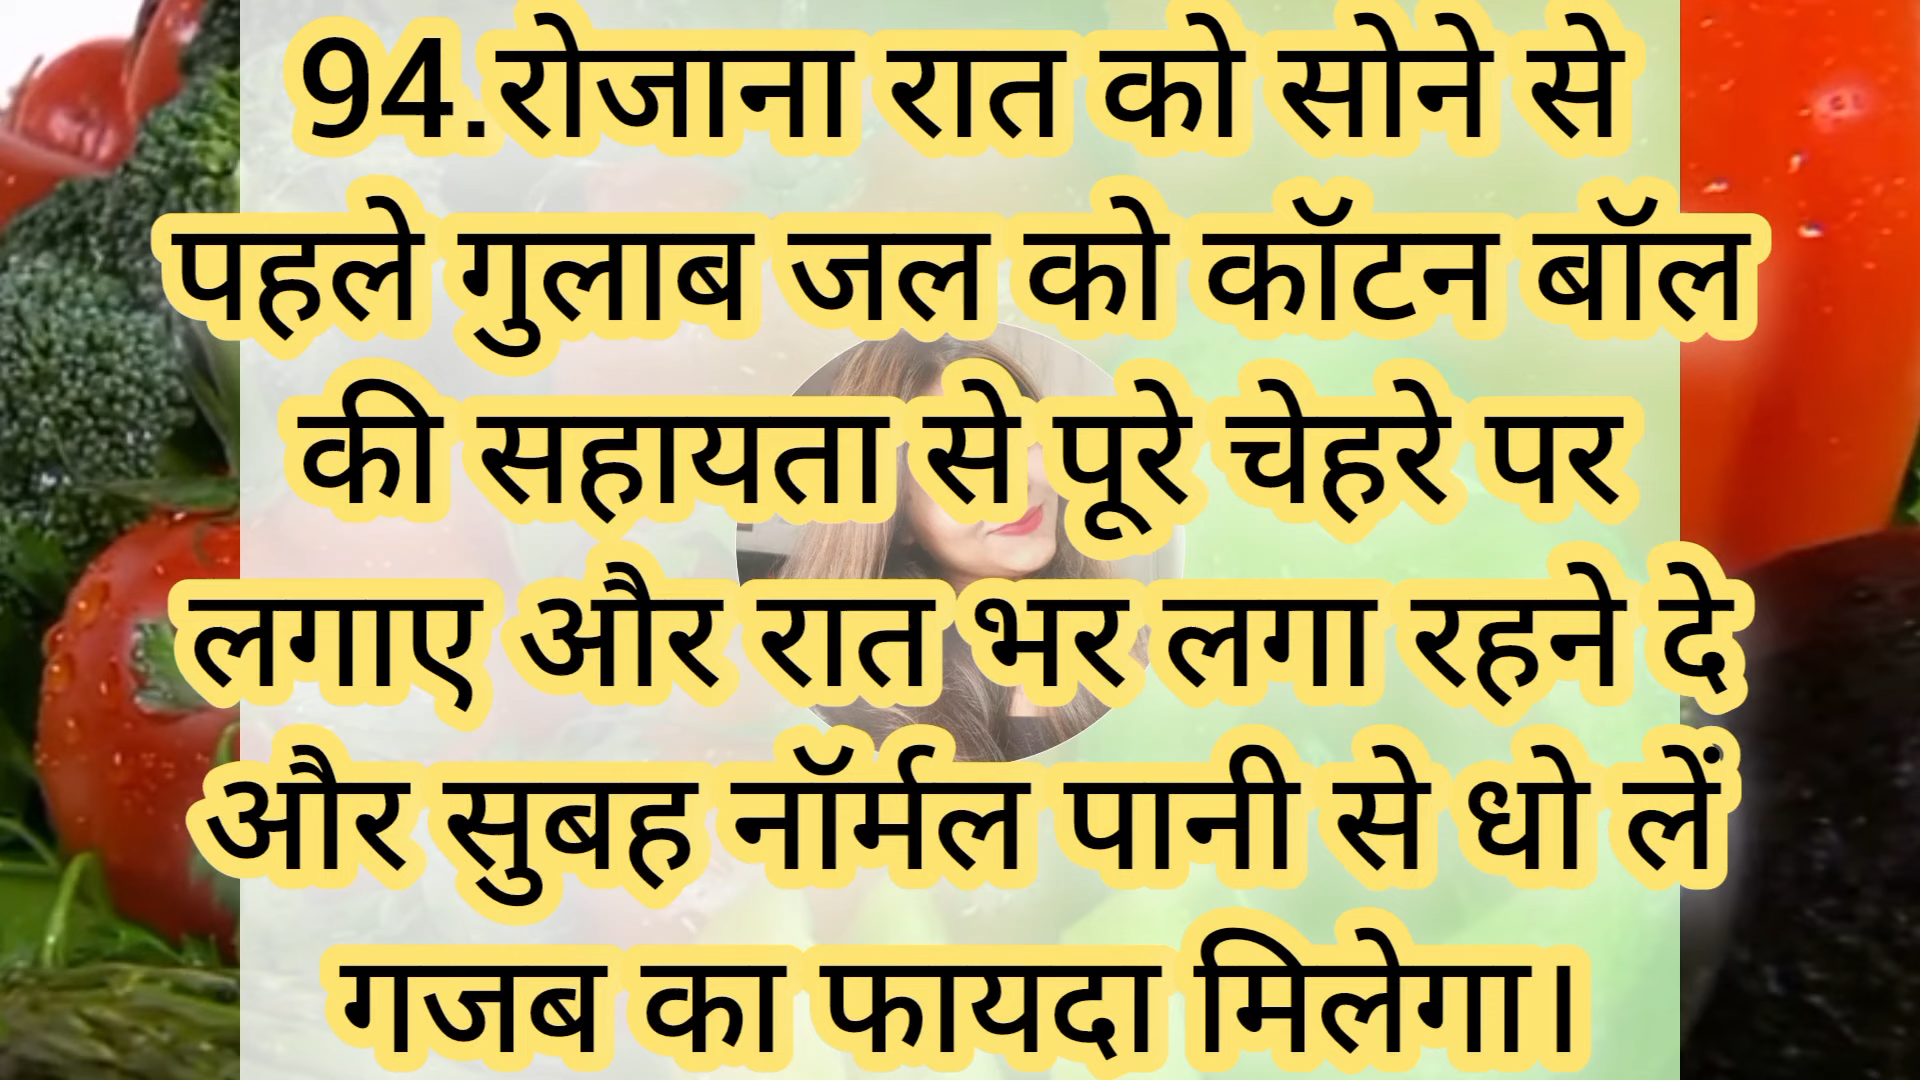 94.रोजाना रात को सोने से
पहले गुलाब जल को कॉटन बॉल
की सहायता से पूरे चेहरे पर
लगाए और रात भर लगा रहने दे
और सुबह नॉर्मल पानी से धो लें
गजब का फायदा मिलेगा।